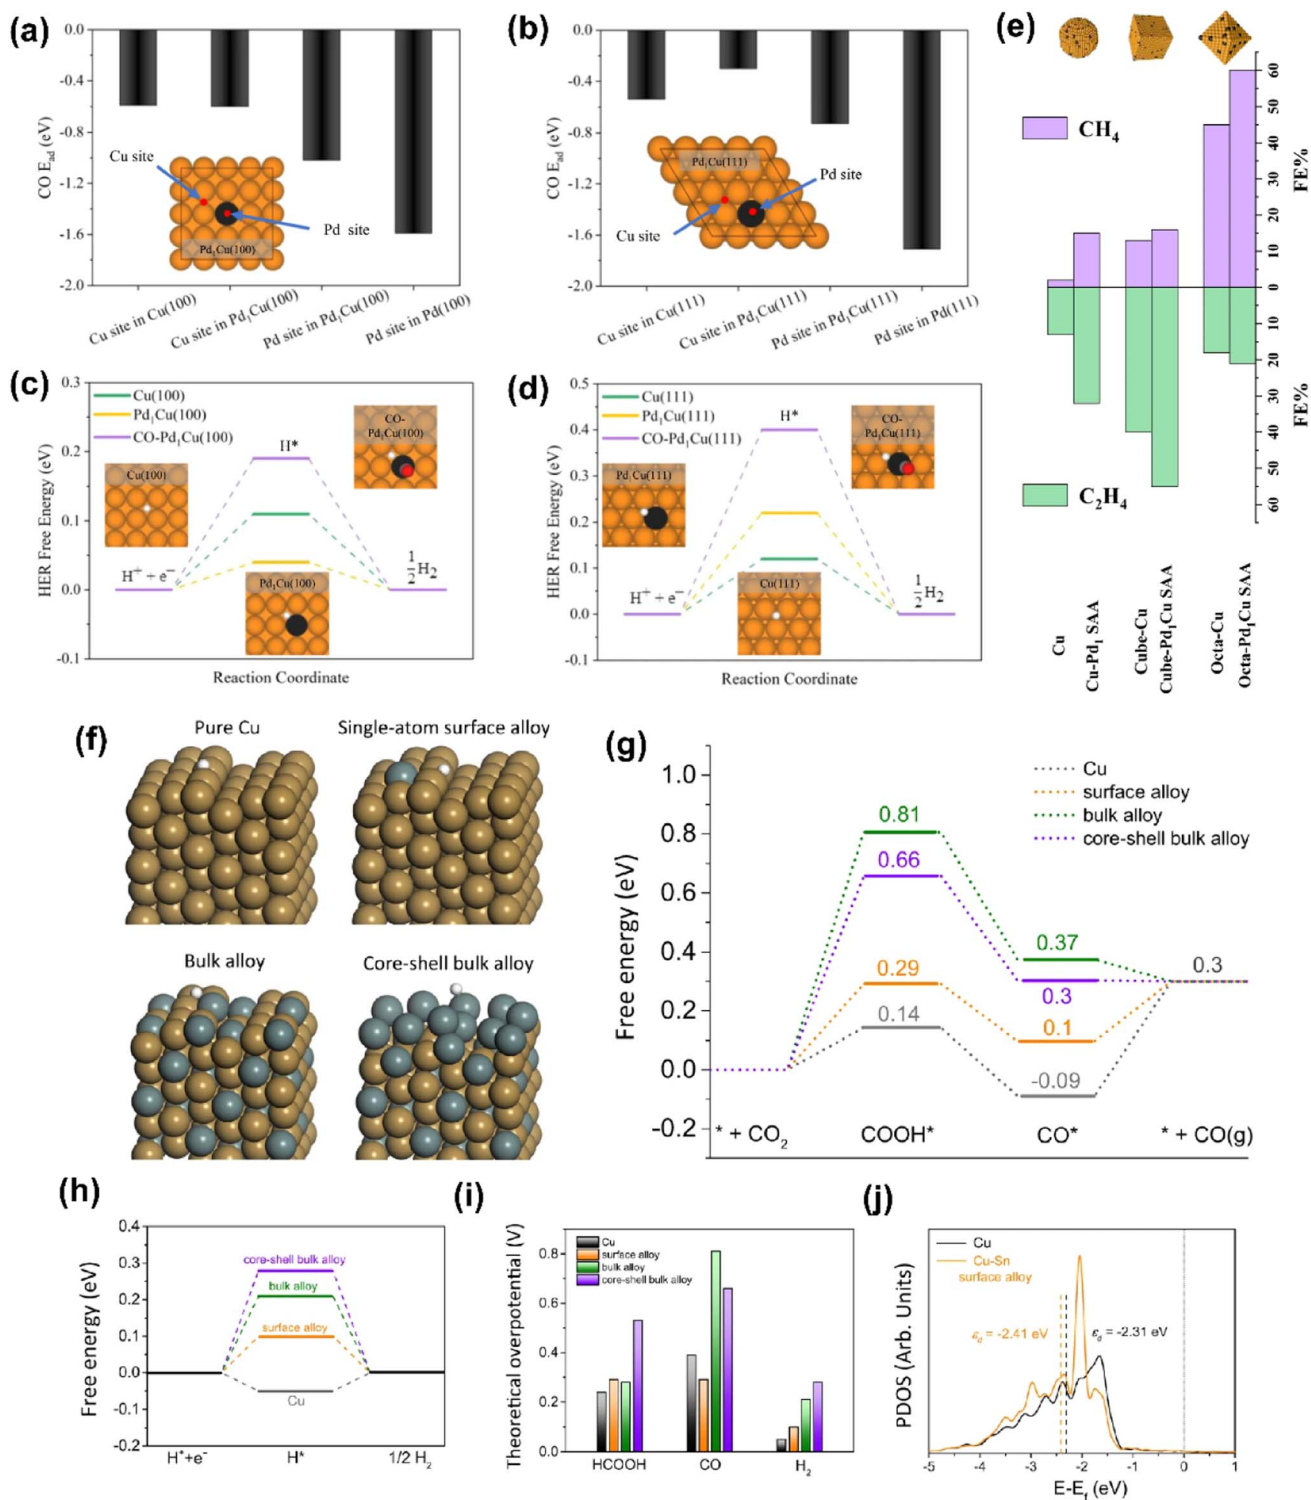 (a)
0.0
-0.4
-0.8
-1.2
-1.6
-2.0
CO E_ad (eV)
Cu site
Pd site
Pd₁Cu(100)
Cu site in Cu(100)
Cu site in Pd₁Cu(100)
Pd site in Pd₁Cu(100)
Pd site in Pd(100)
(b)
0.0
-0.4
-0.8
-1.2
-1.6
-2.0
CO E_ad (eV)
Pd₁Cu(111)
Pd site
Cu site
Cu site in Cu(111)
Cu site in Pd₁Cu(111)
Pd site in Pd₁Cu(111)
Pd site in Pd(111)
(e)
CH₄
C₂H₄
60
50
40
30
20
10
0
10
20
30
40
50
60
FE%
FE%
Cu
Cu-Pd₁ SAA
Cube-Cu
Cube-Pd₁Cu SAA
Octa-Cu
Octa-Pd₁Cu SAA
(c)
0.3
0.2
0.1
0.0
-0.1
HER Free Energy (eV)
Cu(100)
Pd₁Cu(100)
CO-Pd₁Cu(100)
H*
CO-
Pd₁Cu(100)
Cu(100)
H⁺ + e⁻
½H₂
Pd₁Cu(100)
Reaction Coordinate
(d)
0.5
0.4
0.3
0.2
0.1
0.0
-0.1
HER Free Energy (eV)
Cu(111)
Pd₁Cu(111)
CO-Pd₁Cu(111)
H*
CO-
Pd₁Cu(111)
Pd₁Cu(111)
Cu(111)
H⁺ + e⁻
½H₂
Reaction Coordinate
(f)
Pure Cu
Single-atom surface alloy
Bulk alloy
Core-shell bulk alloy
(g)
1.0
0.8
0.6
0.4
0.2
0.0
-0.2
Free energy (eV)
Cu
surface alloy
bulk alloy
core-shell bulk alloy
0.81
0.66
0.29
0.14
0.37
0.3
0.1
-0.09
0.3
* + CO₂
COOH*
CO*
* + CO(g)
(h)
0.4
0.3
0.2
0.1
0.0
-0.1
-0.2
Free energy (eV)
core-shell bulk alloy
bulk alloy
surface alloy
Cu
H⁺+e⁻
H*
1/2 H₂
(i)
0.8
0.6
0.4
0.2
0.0
Theoretical overpotential (V)
Cu
surface alloy
bulk alloy
core-shell bulk alloy
HCOOH
CO
H₂
(j)
PDOS (Arb. Units)
Cu
Cu-Sn
surface alloy
ε_d = -2.41 eV
ε_d = -2.31 eV
-5
-4
-3
-2
-1
0
1
E-E_f (eV)